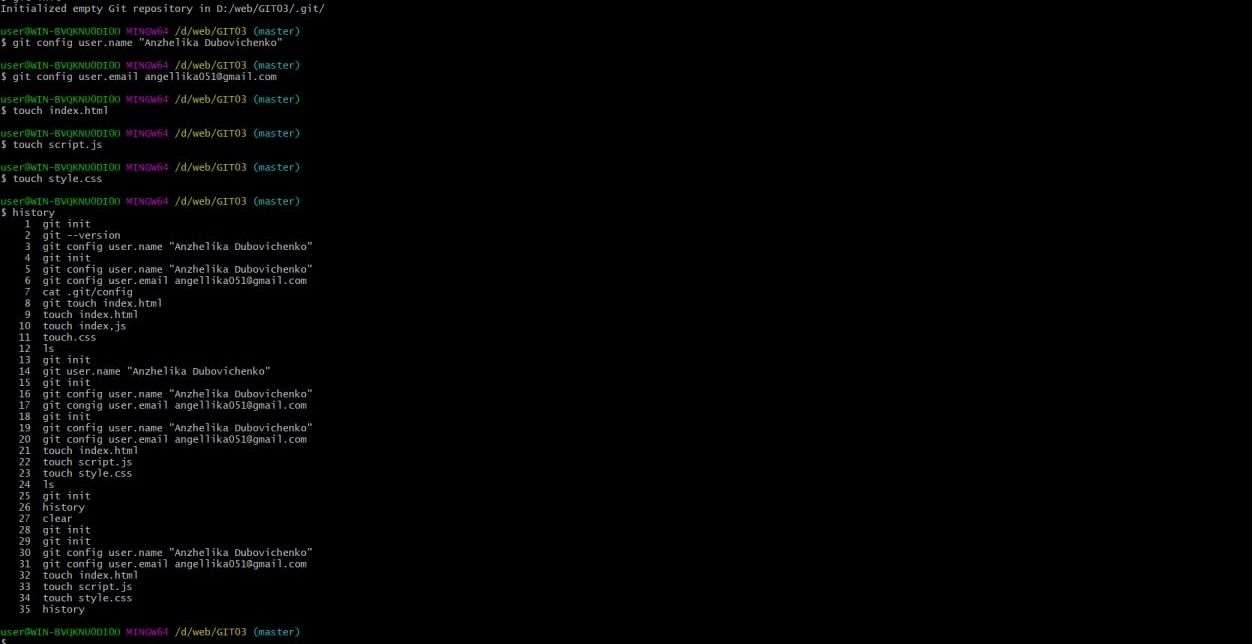 Initialized empty Git repository in D:/web/GIT03/.git/
user@WIN-BVQKNUODIOO MINGW64 /d/web/GIT03 (master)
$ git config user.name "Anzhelika Dubovichenko"
user@WIN-BVQKNUODIOO MINGW64 /d/web/GIT03 (master)
$ git config user.email angellika051@gmail.com
user@WIN-BVQKNUODIOO MINGW64 /d/web/GIT03 (master)
$ touch index.html
user@WIN-BVQKNUODIOO MINGW64 /d/web/GIT03 (master)
$ touch script.js
user@WIN-BVQKNUODIOO MINGW64 /d/web/GIT03 (master)
$ touch style.css
user@WIN-BVQKNUODIOO MINGW64 /d/web/GIT03 (master)
$ history
1 git init
2 git --version
3 git config user.name "Anzhelika Dubovichenko"
4 git init
5 git config user.name "Anzhelika Dubovichenko"
6 git config user.email angellika051@gmail.com
7 cat .git/config
8 git touch index.html
9 touch index.html
10 touch index,js
11 touch.css
12 ls
13 git init
14 git user.name "Anzhelika Dubovichenko"
15 git init
16 git config user.name "Anzhelika Dubovichenko"
17 git congig user.email angellika051@gmail.com
18 git init
19 git config user.name "Anzhelika Dubovichenko"
20 git config user.email angellika051@gmail.com
21 touch index.html
22 touch script.js
23 touch style.css
24 ls
25 git init
26 history
27 clear
28 git init
29 git init
30 git config user.name "Anzhelika Dubovichenko"
31 git config user.email angellika051@gmail.com
32 touch index.html
33 touch script.js
34 touch style.css
35 history
user@WIN-BVQKNUODIOO MINGW64 /d/web/GIT03 (master)
$